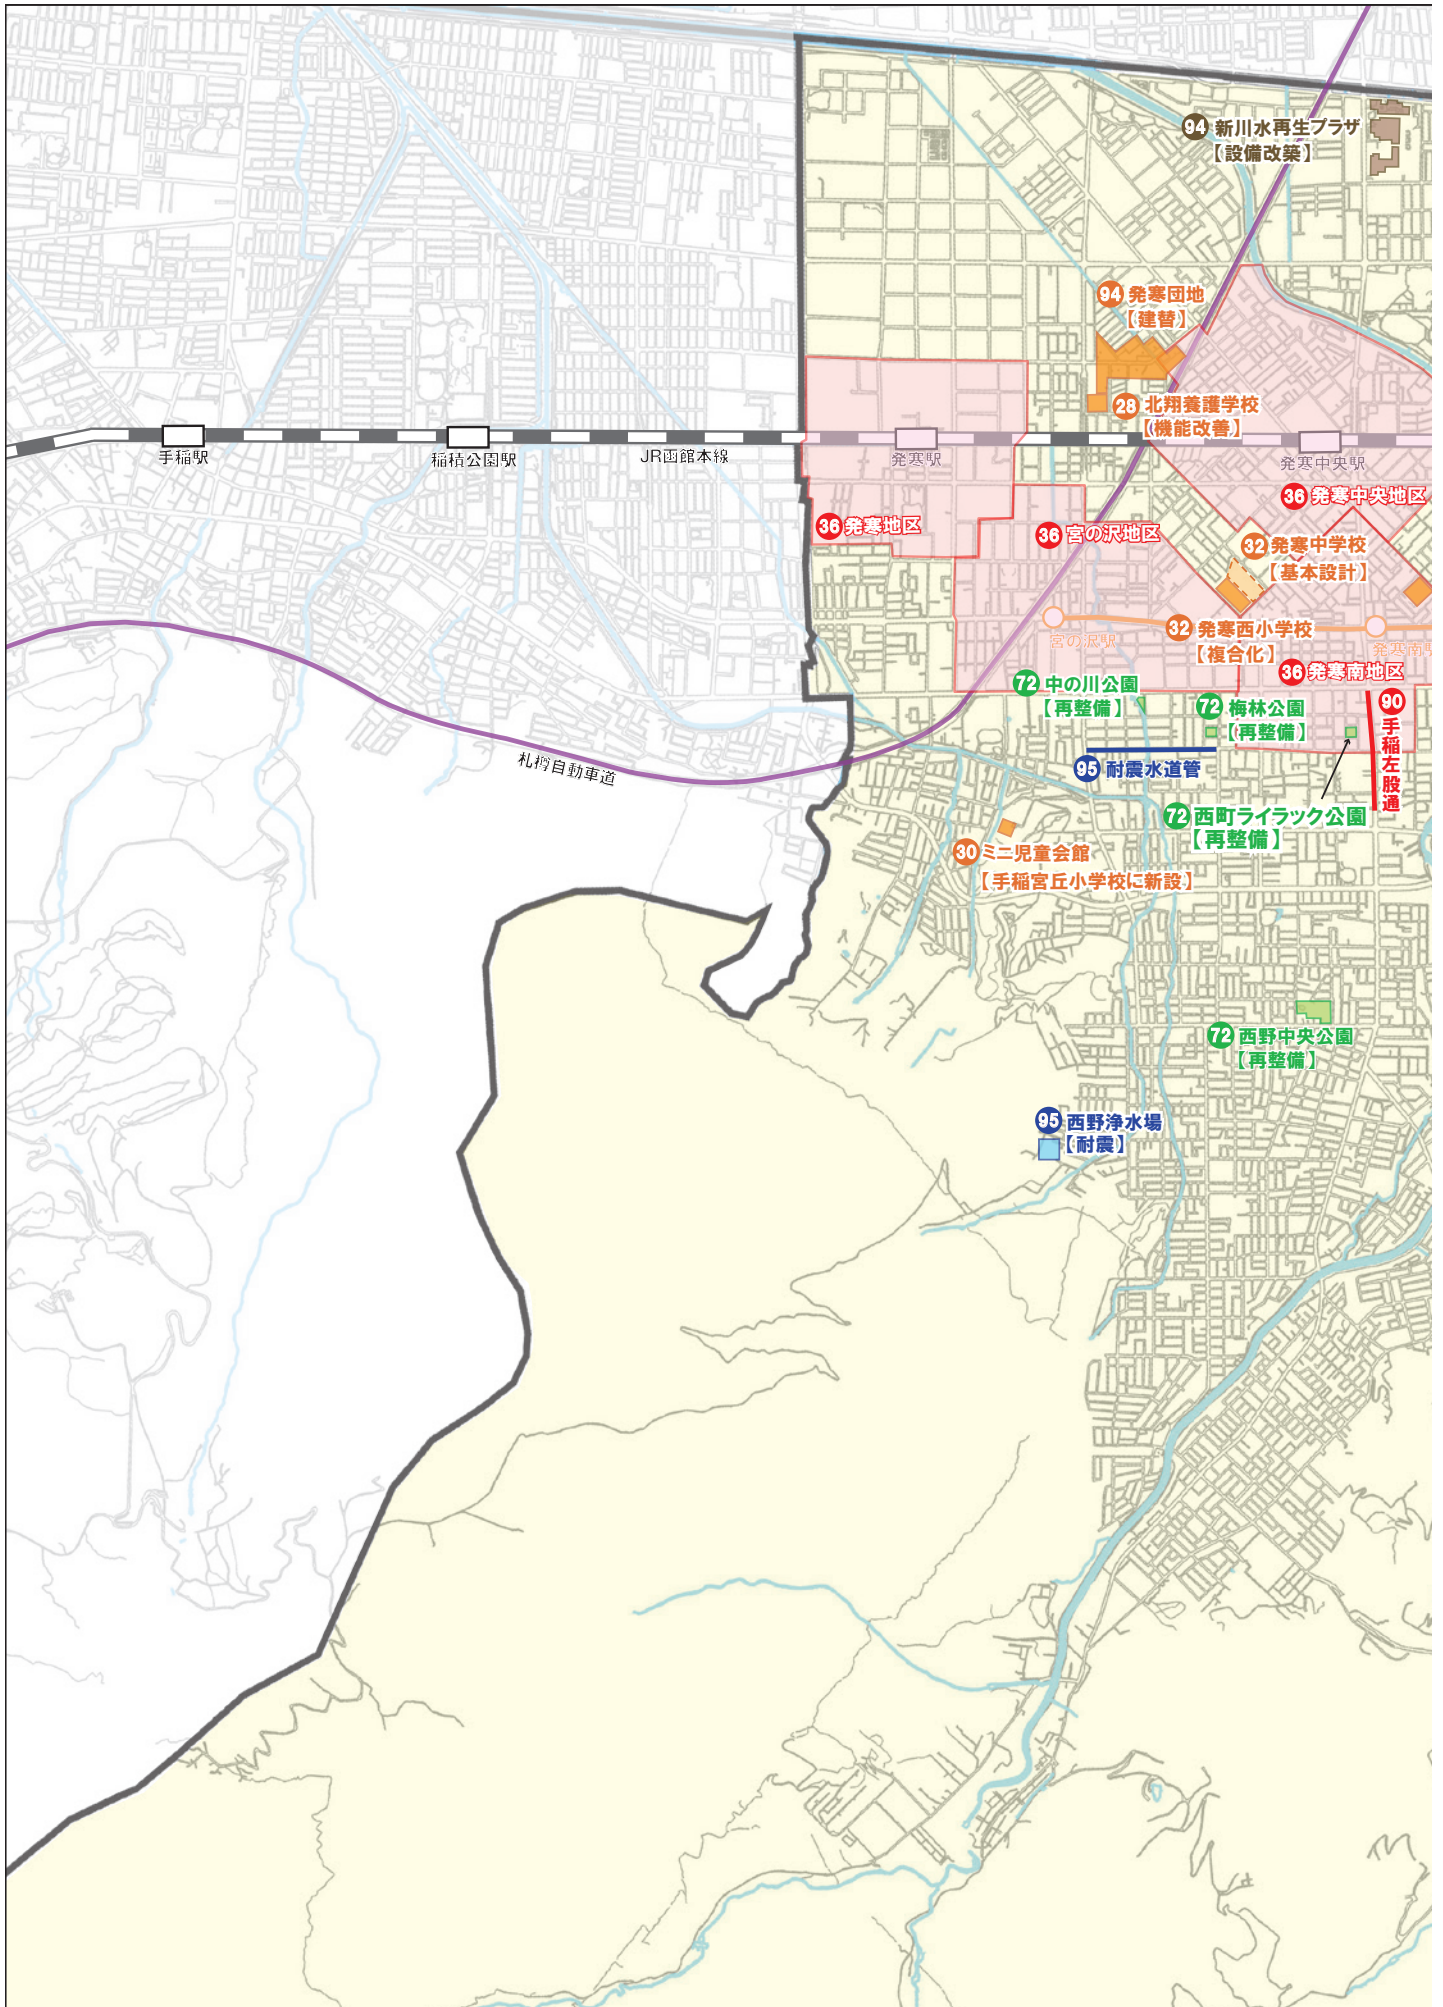 94 新川水再生プラザ
【設備改築】
94 発寒団地
【建替】
28 北翔養護学校
【機能改善】
手稲駅
稲積公園駅
JR函館本線
発寒駅
発寒中央駅
36 発寒中央地区
36 発寒地区
36 宮の沢地区
32 発寒中学校
【基本設計】
宮の沢駅
32 発寒西小学校
【複合化】
発寒南駅
36 発寒南地区
72 中の川公園
【再整備】
72 梅林公園
【再整備】
90 手稲左股通
札樽自動車道
95 耐震水道管
72 西町ライラック公園
【再整備】
30 ミニ児童会館
【手稲宮丘小学校に新設】
72 西野中央公園
【再整備】
95 西野浄水場
【耐震】